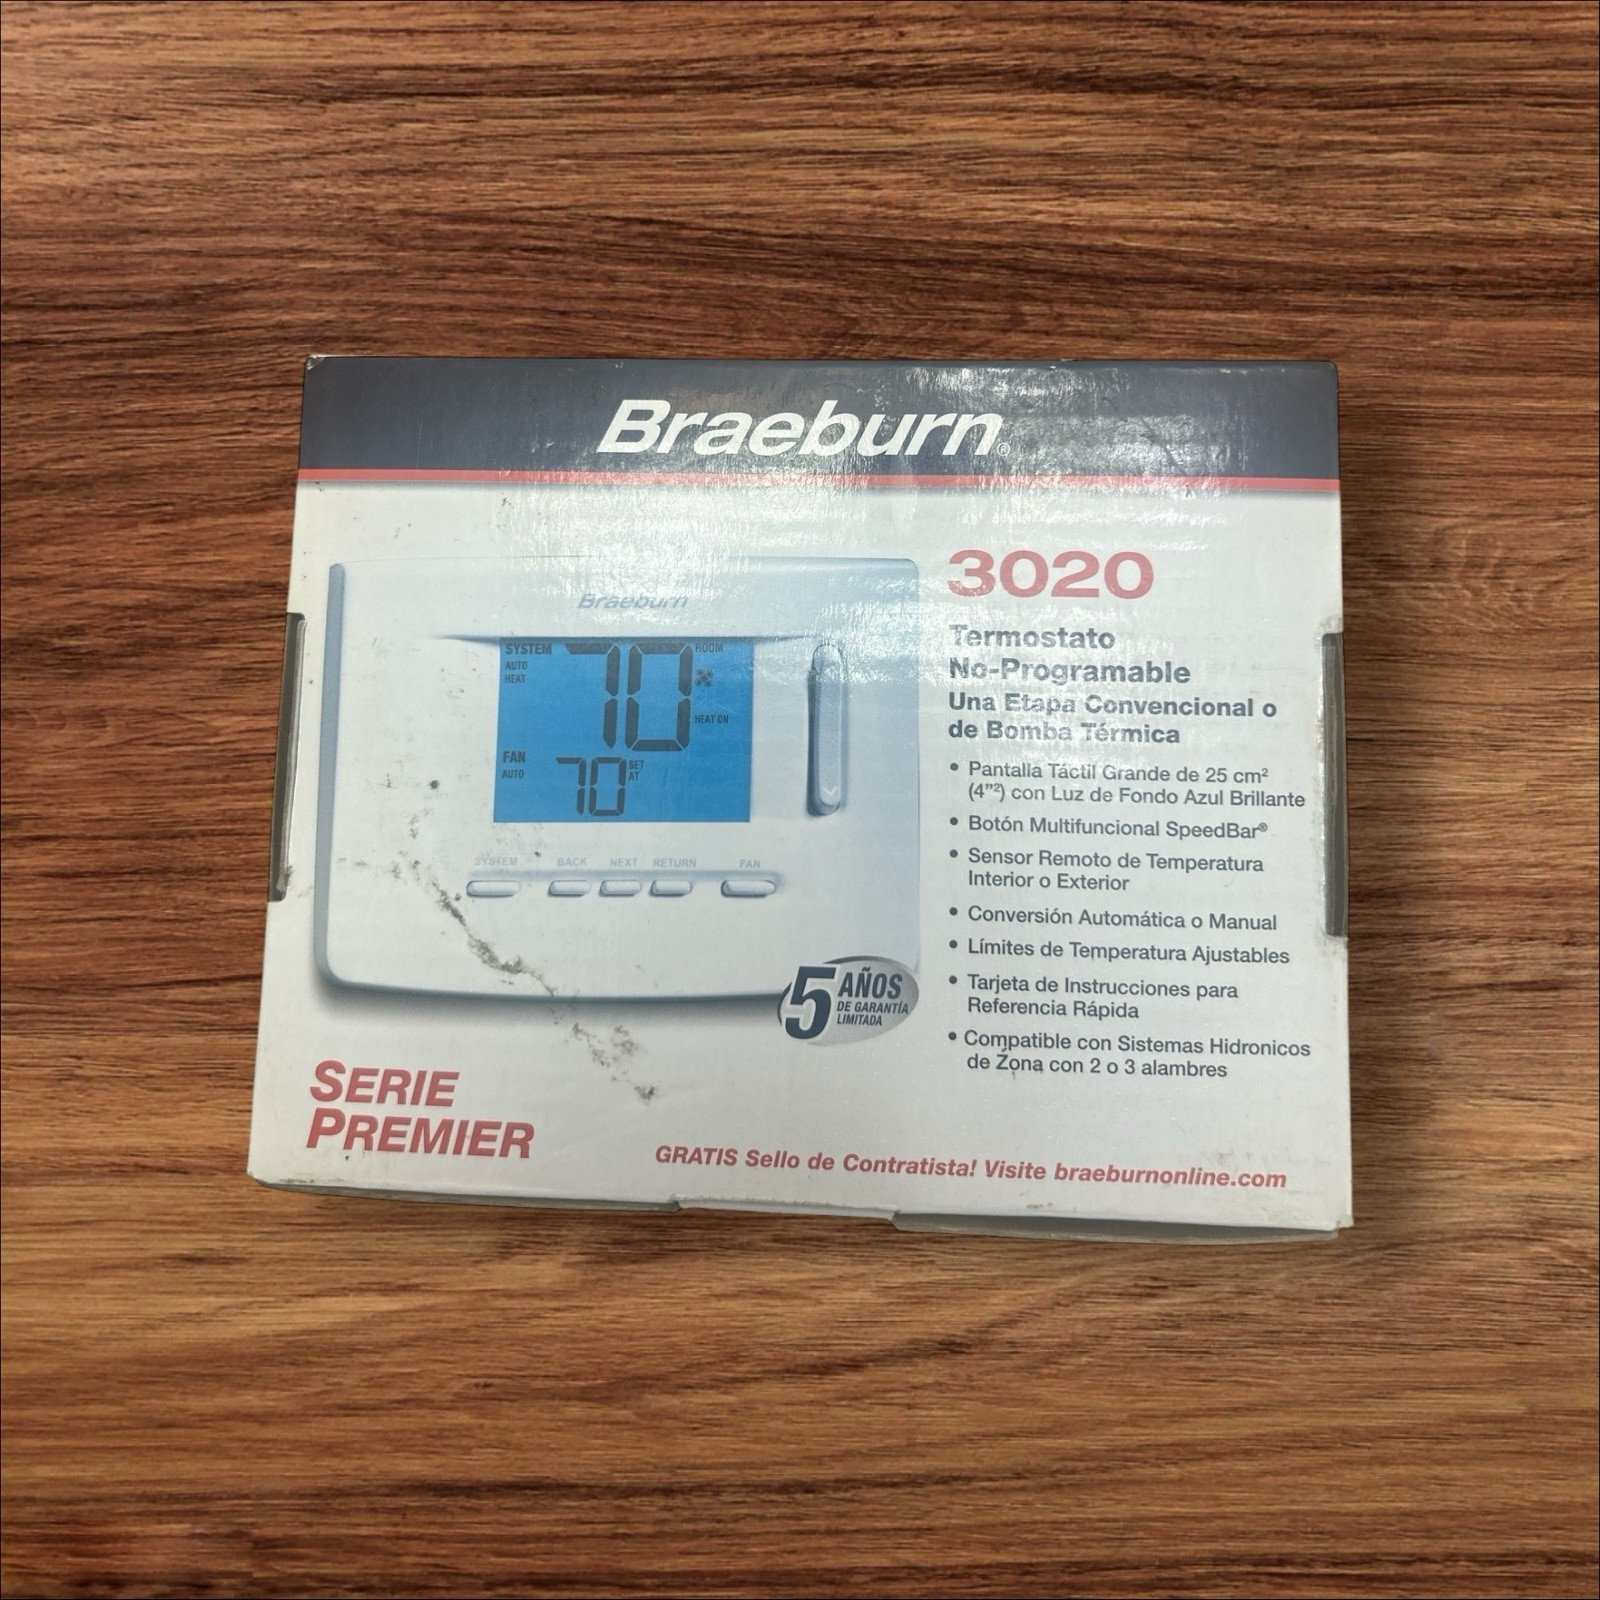 Braeburn®
3020
Termostato
No-Programable
Una Etapa Convencional o
de Bomba Térmica
• Pantalla Táctil Grande de 25 cm²
(4”²) con Luz de Fondo Azul Brillante
• Botón Multifuncional SpeedBar®
• Sensor Remoto de Temperatura
Interior o Exterior
• Conversión Automática o Manual
• Límites de Temperatura Ajustables
• Tarjeta de Instrucciones para
Referencia Rápida
• Compatible con Sistemas Hidronicos
de Zona con 2 o 3 alambres
Braeburn
SYSTEM
AUTO
HEAT
70
ROOM
HEAT ON
FAN
AUTO
70
SET
AT
SYSTEM BACK NEXT RETURN FAN
5 AÑOS
DE GARANTÍA
LIMITADA
SERIE
PREMIER
GRATIS Sello de Contratista! Visite braeburnonline.com